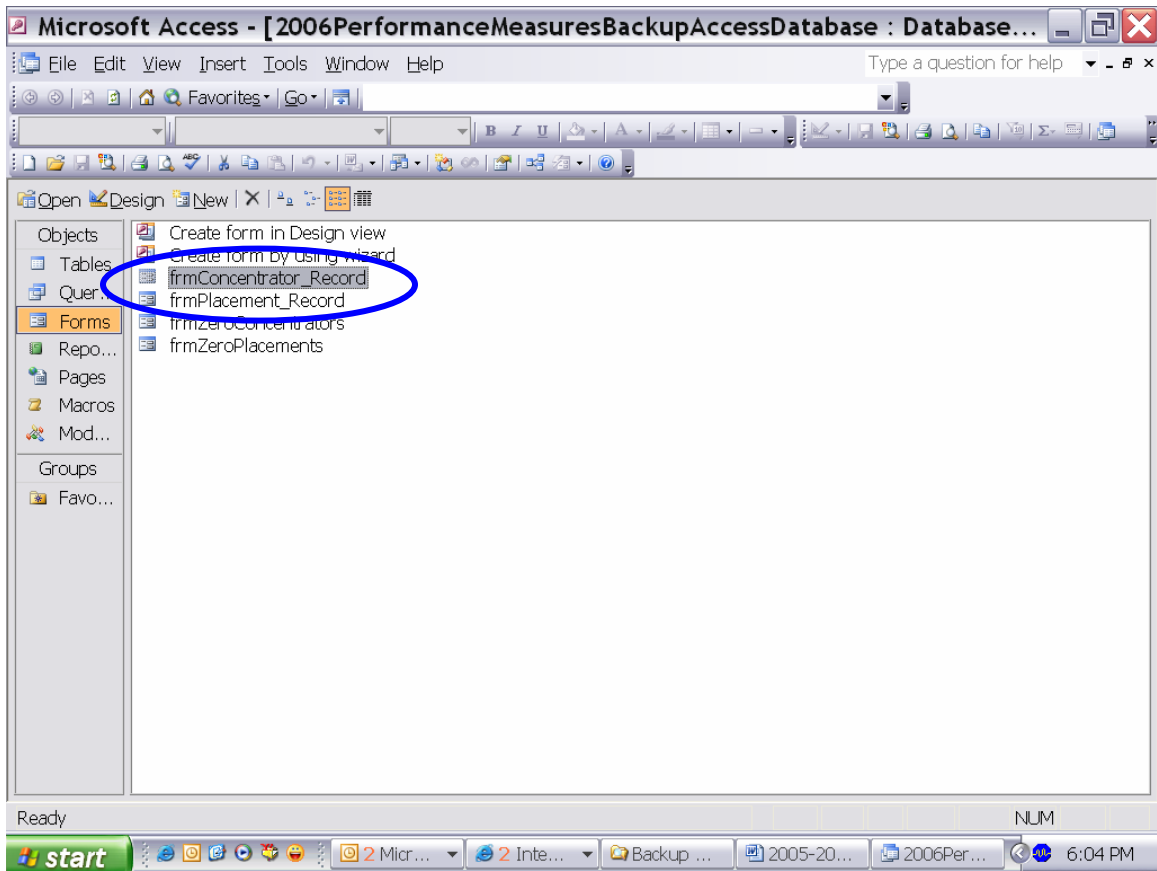 Microsoft Access - [2006PerformanceMeasuresBackupAccessDatabase : Database...
File Edit View Insert Tools Window Help Type a question for help
Favorites Go
B I U A
Open Design New
Objects
Tables
Quer...
Forms
Repo...
Pages
Macros
Mod...
Groups
Favo...
Create form in Design view
Create form by using wizard
frmConcentrator_Record
frmPlacement_Record
frmZeroConcentrators
frmZeroPlacements
Ready NUM
start 2 Micr... 2 Inte... Backup ... 2005-20... 2006Per... 6:04 PM